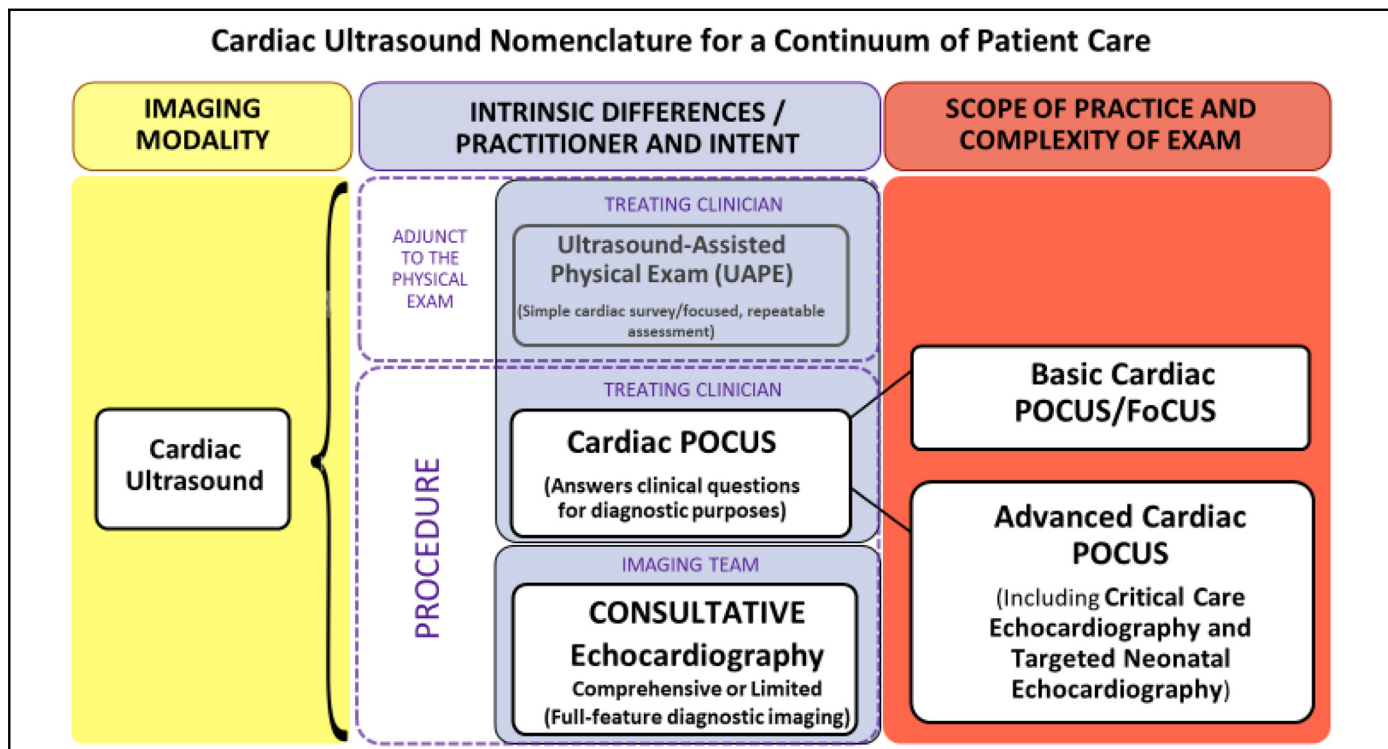 Cardiac Ultrasound Nomenclature for a Continuum of Patient Care
IMAGING
MODALITY
INTRINSIC DIFFERENCES /
PRACTITIONER AND INTENT
SCOPE OF PRACTICE AND
COMPLEXITY OF EXAM
Cardiac
Ultrasound
ADJUNCT
TO THE
PHYSICAL
EXAM
TREATING CLINICIAN
Ultrasound-Assisted
Physical Exam (UAPE)
(Simple cardiac survey/focused, repeatable
assessment)
PROCEDURE
TREATING CLINICIAN
Cardiac POCUS
(Answers clinical questions
for diagnostic purposes)
IMAGING TEAM
CONSULTATIVE
Echocardiography
Comprehensive or Limited
(Full-feature diagnostic imaging)
Basic Cardiac
POCUS/FoCUS
Advanced Cardiac
POCUS
(Including Critical Care
Echocardiography and
Targeted Neonatal
Echocardiography)